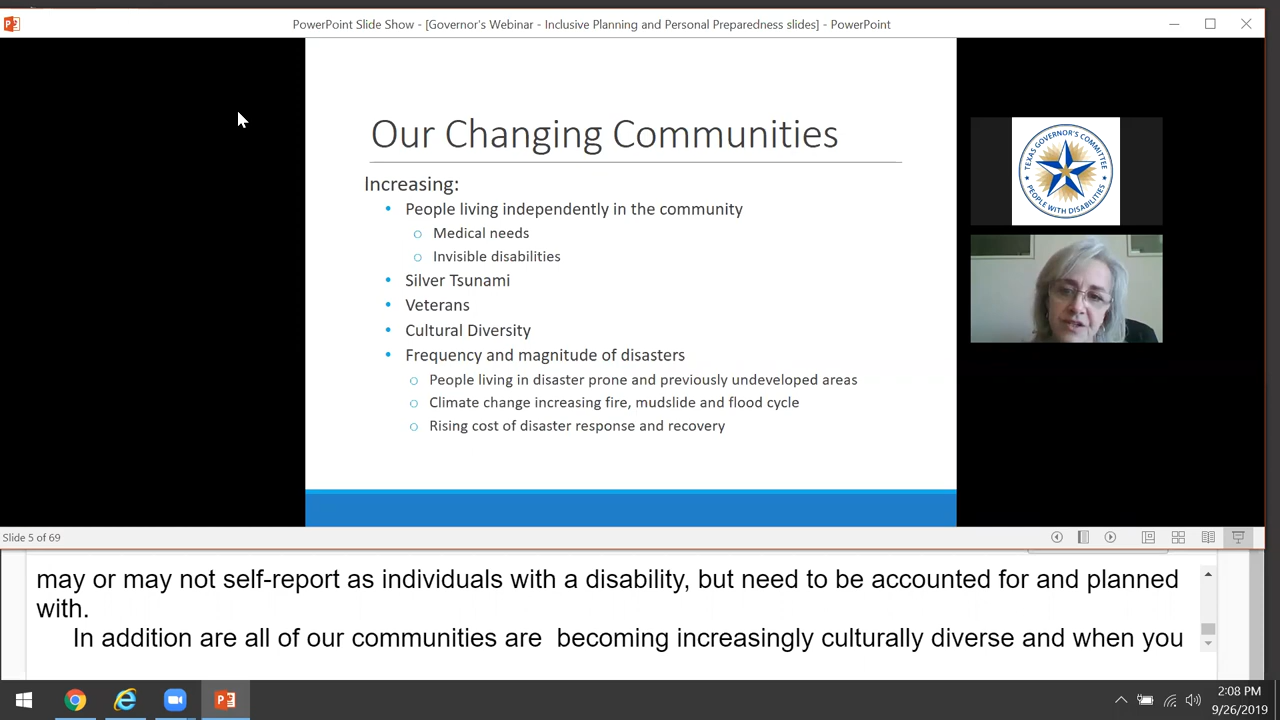 PowerPoint Slide Show - [Governor's Webinar - Inclusive Planning and Personal Preparedness slides] - PowerPoint
Our Changing Communities
Increasing:
• People living independently in the community
o Medical needs
o Invisible disabilities
• Silver Tsunami
• Veterans
• Cultural Diversity
• Frequency and magnitude of disasters
o People living in disaster prone and previously undeveloped areas
o Climate change increasing fire, mudslide and flood cycle
o Rising cost of disaster response and recovery
TEXAS GOVERNOR'S COMMITTEE
PEOPLE WITH DISABILITIES
Slide 5 of 69
may or may not self-report as individuals with a disability, but need to be accounted for and planned
with.
In addition are all of our communities are  becoming increasingly culturally diverse and when you
2:08 PM
9/26/2019